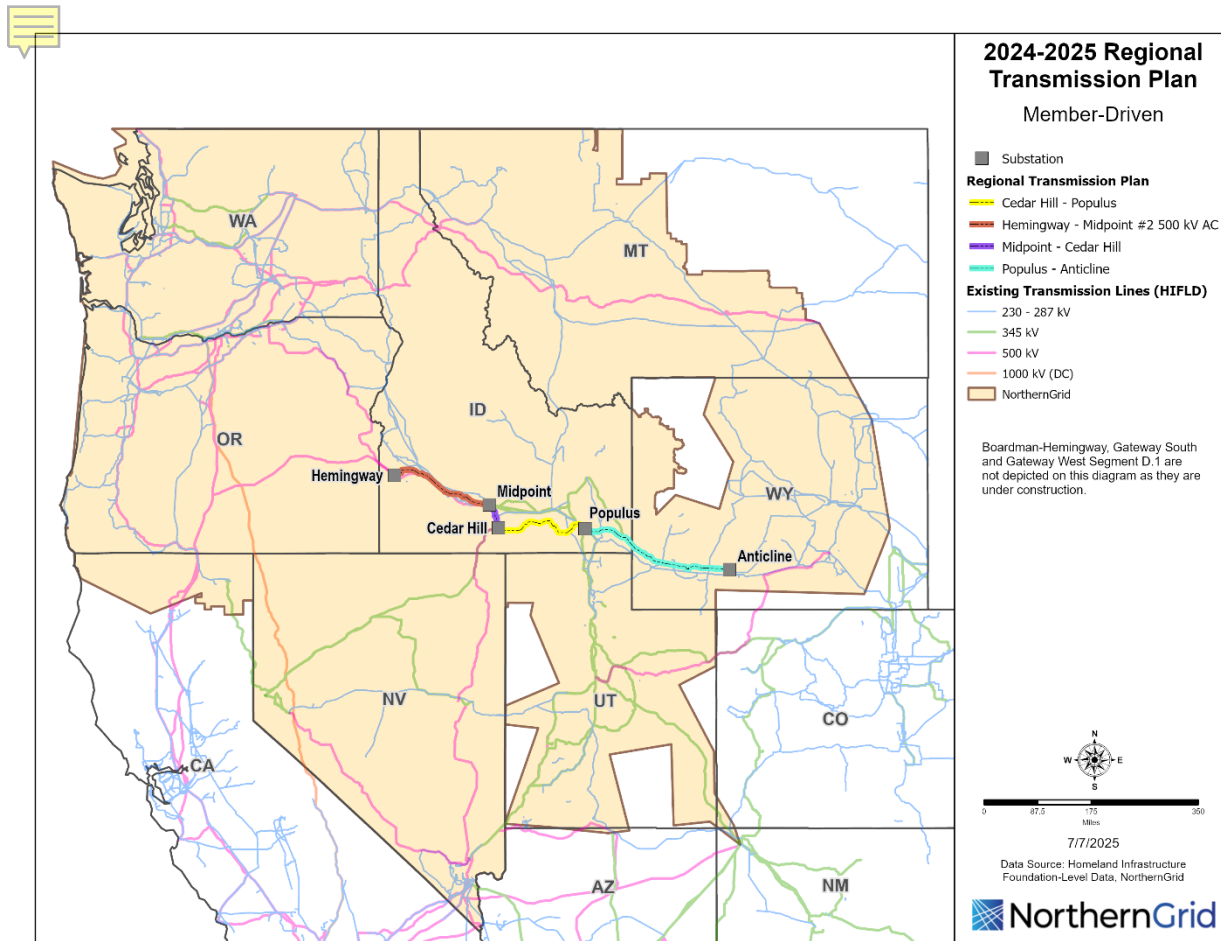 2024-2025 Regional
Transmission Plan
Member-Driven
Substation
Regional Transmission Plan
Cedar Hill - Populus
Hemingway - Midpoint #2 500 kV AC
Midpoint - Cedar Hill
Populus - Anticline
Existing Transmission Lines (HIFLD)
230 - 287 kV
345 kV
500 kV
1000 kV (DC)
NorthernGrid
Boardman-Hemingway, Gateway South
and Gateway West Segment D.1 are
not depicted on this diagram as they are
under construction.
WA
MT
ID
OR
WY
Hemingway
Midpoint
Cedar Hill
Populus
Anticline
NV
UT
CO
CA
AZ
NM
N
W E
S
0 87.5 175 350
Miles
7/7/2025
Data Source: Homeland Infrastructure
Foundation-Level Data, NorthernGrid
NorthernGrid